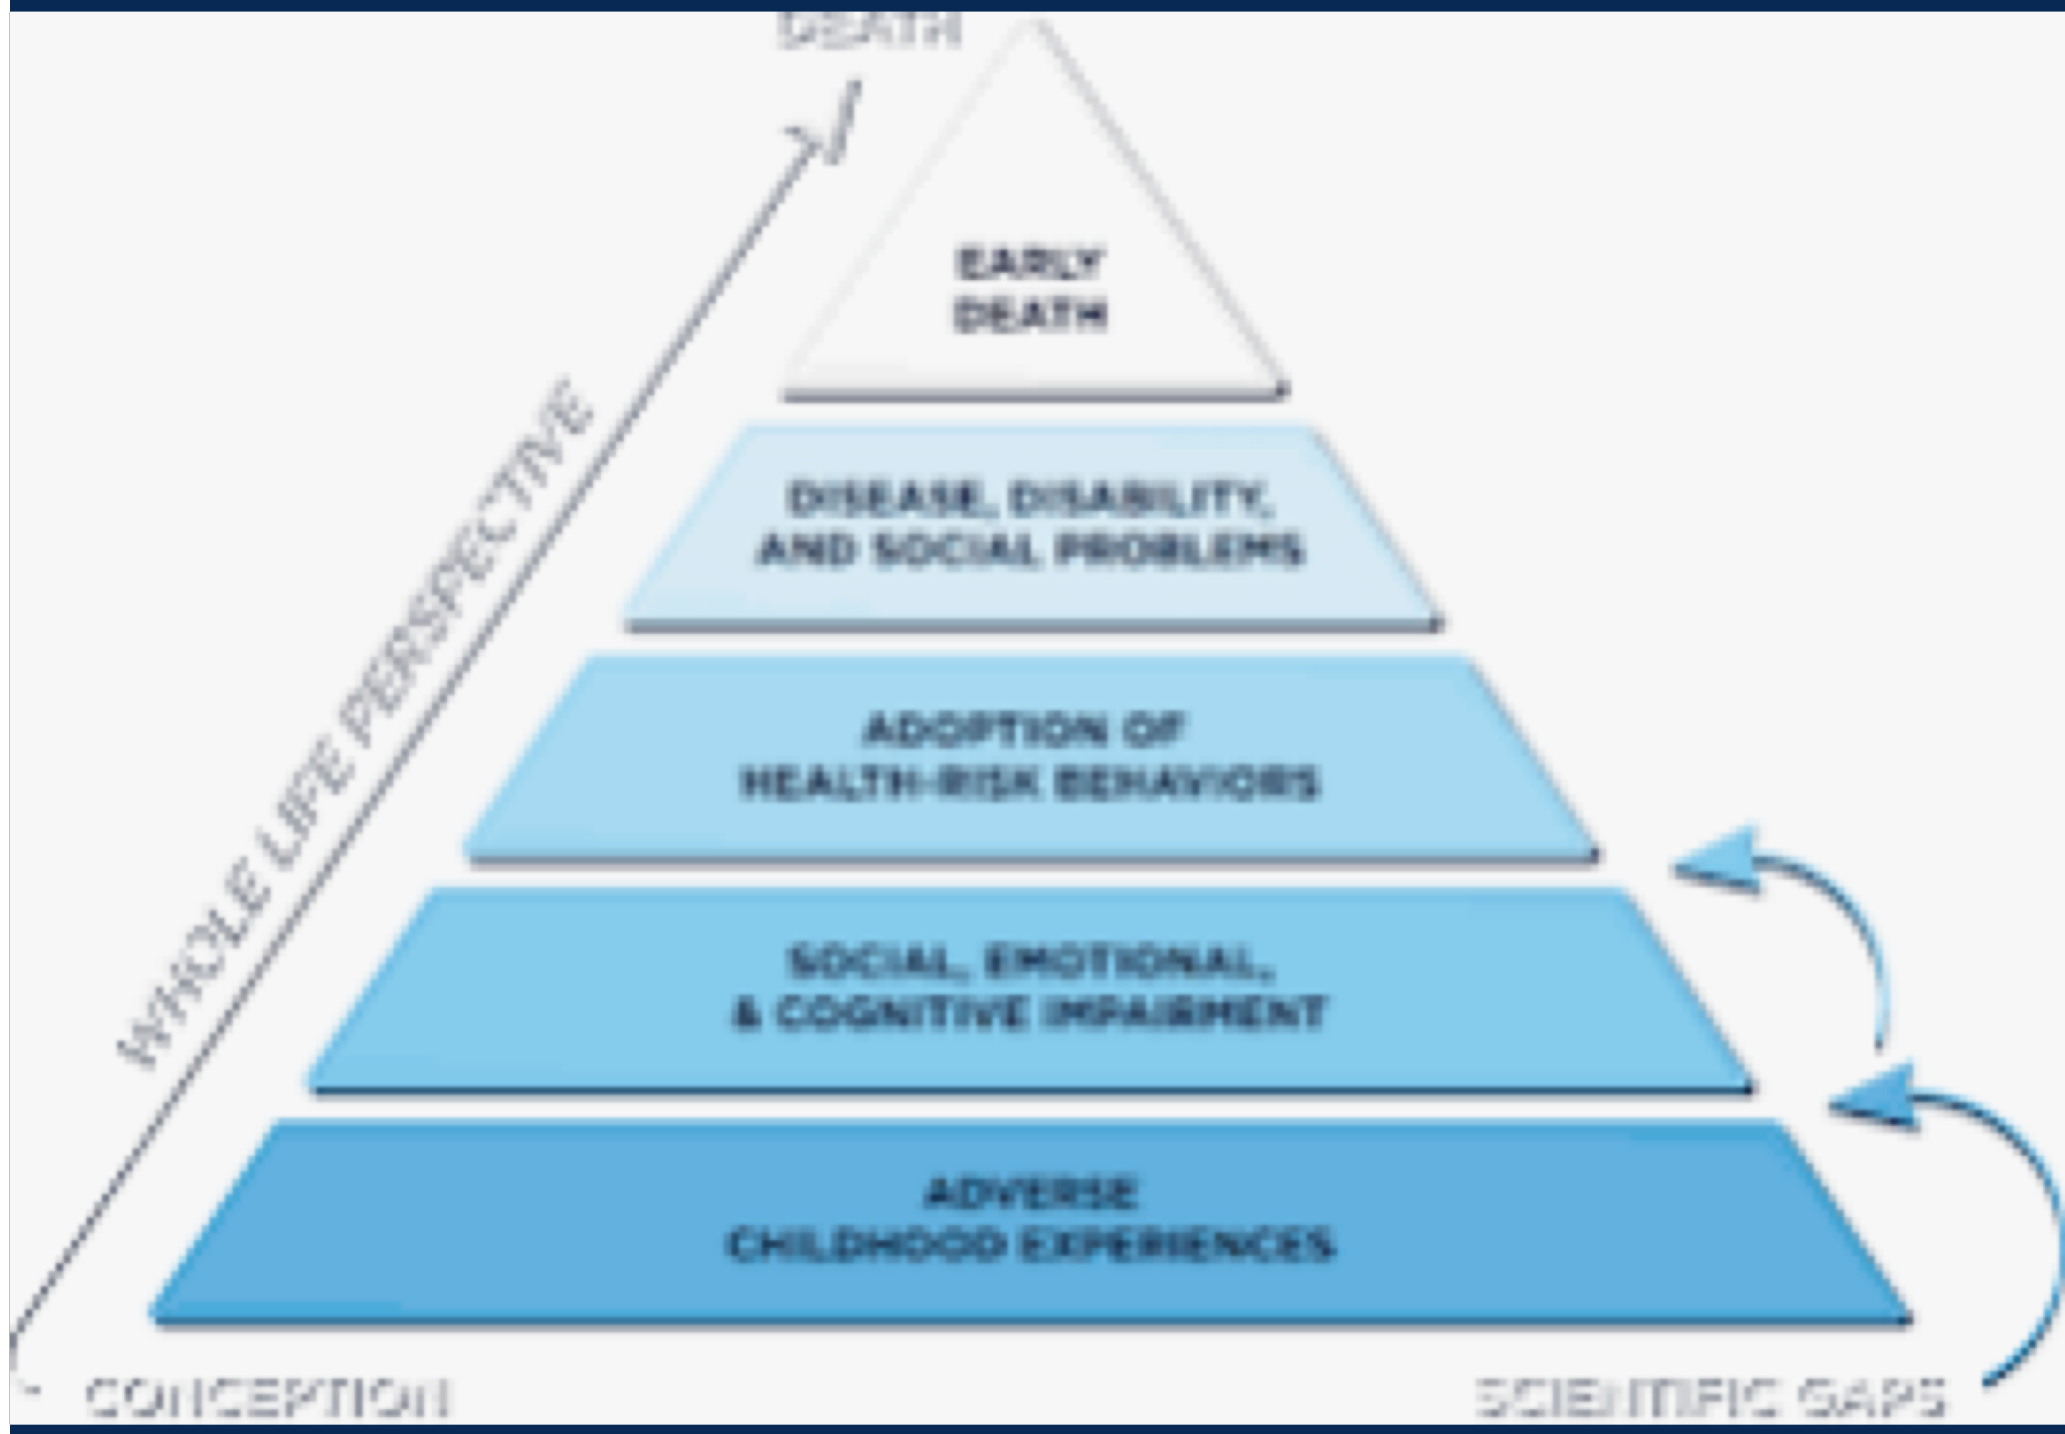 DEATH
EARLY
DEATH
DISEASE, DISABILITY,
AND SOCIAL PROBLEMS
ADOPTION OF
HEALTH-RISK BEHAVIORS
SOCIAL, EMOTIONAL,
& COGNITIVE IMPAIRMENT
ADVERSE
CHILDHOOD EXPERIENCES
WHOLE LIFE PERSPECTIVE
CONCEPTION
SCIENTIFIC GAPS